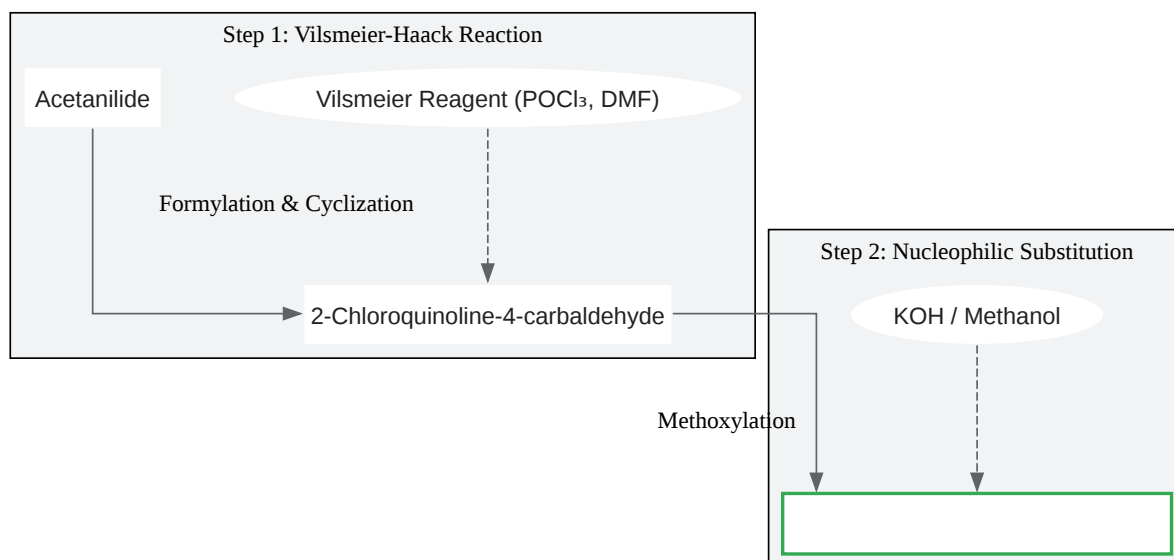 Step 1: Vilsmeier-Haack Reaction
Acetanilide
Vilsmeier Reagent (POCl₃, DMF)
Formylation & Cyclization
2-Chloroquinoline-4-carbaldehyde
Step 2: Nucleophilic Substitution
KOH / Methanol
Methoxylation